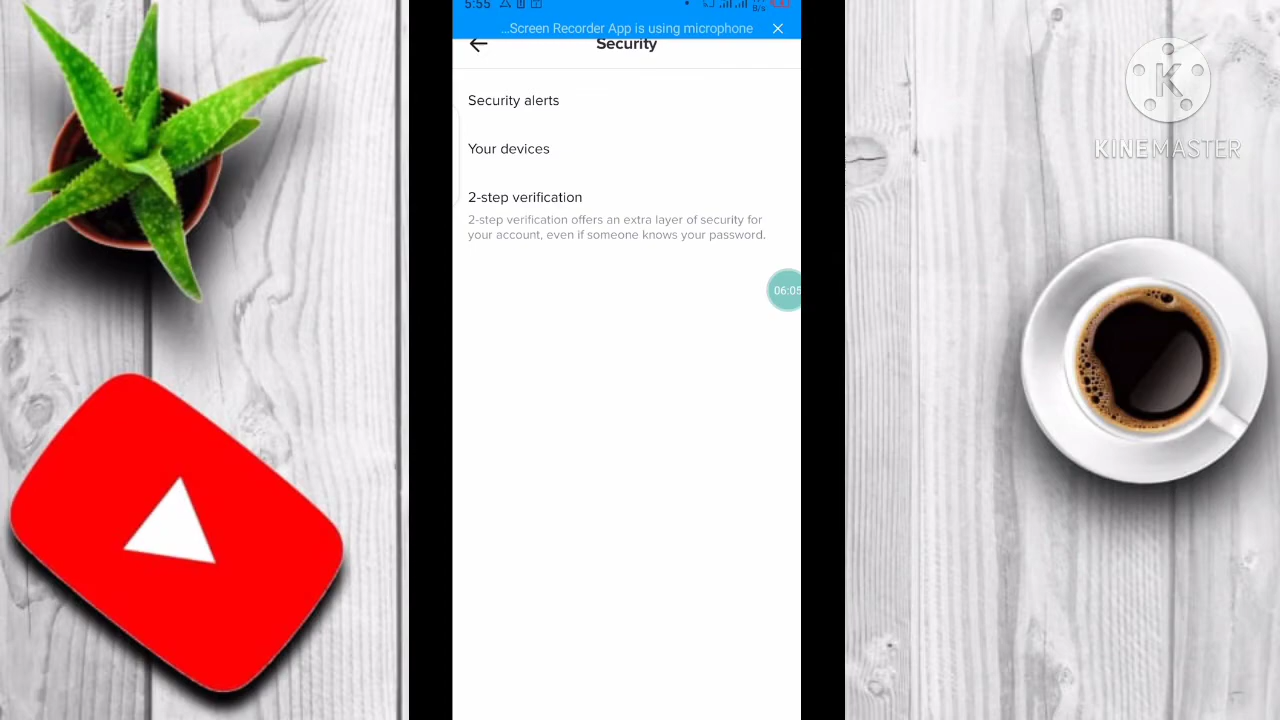 5:55
...Screen Recorder App is using microphone
Security
Security alerts
Your devices
2-step verification
2-step verification offers an extra layer of security for
your account, even if someone knows your password.
06:05
K
KINEMASTER